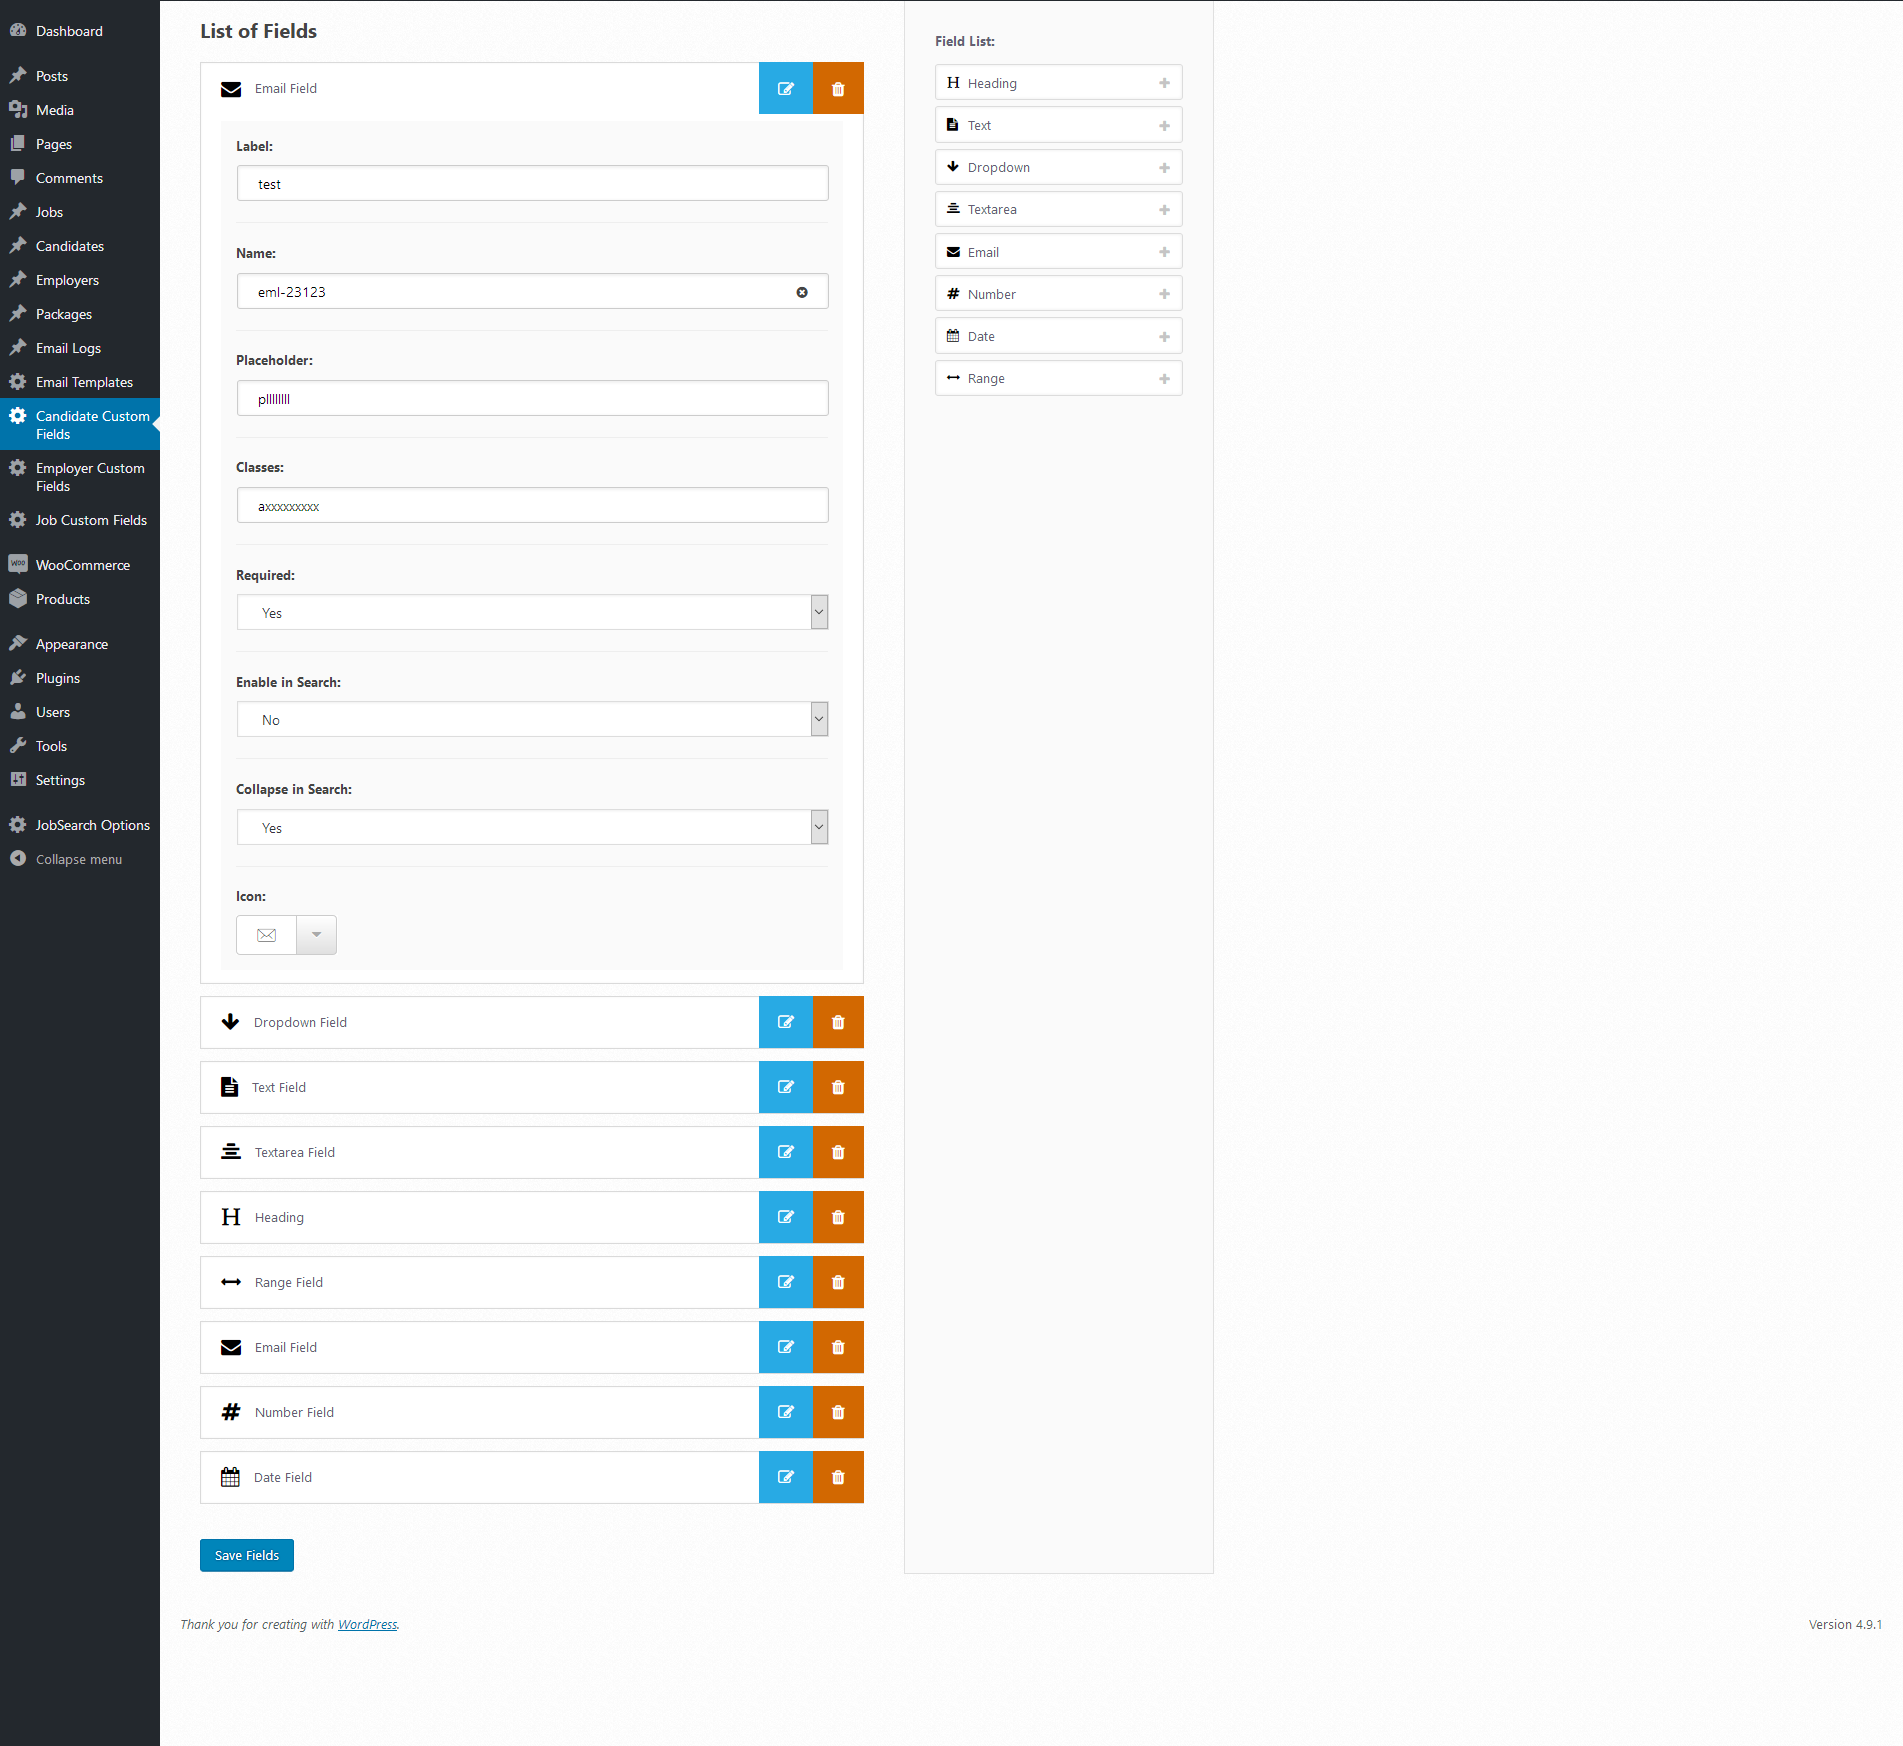 Dashboard
Posts
Media
Pages
Comments
Jobs
Candidates
Employers
Packages
Email Logs
Email Templates
Candidate Custom
Fields
Employer Custom
Fields
Job Custom Fields
WooCommerce
Products
Appearance
Plugins
Users
Tools
Settings
JobSearch Options
Collapse menu
List of Fields
Email Field
Label:
test
Name:
eml-23123
Placeholder:
Classes:
Required:
Yes
Enable in Search:
No
Collapse in Search:
Yes
Icon:
Dropdown Field
Text Field
Textarea Field
H Heading
Range Field
Email Field
# Number Field
Date Field
Save Fields
Field List:
H Heading
Text
Dropdown
Textarea
Email
# Number
Date
Range
Thank you for creating with WordPress.
Version 4.9.1